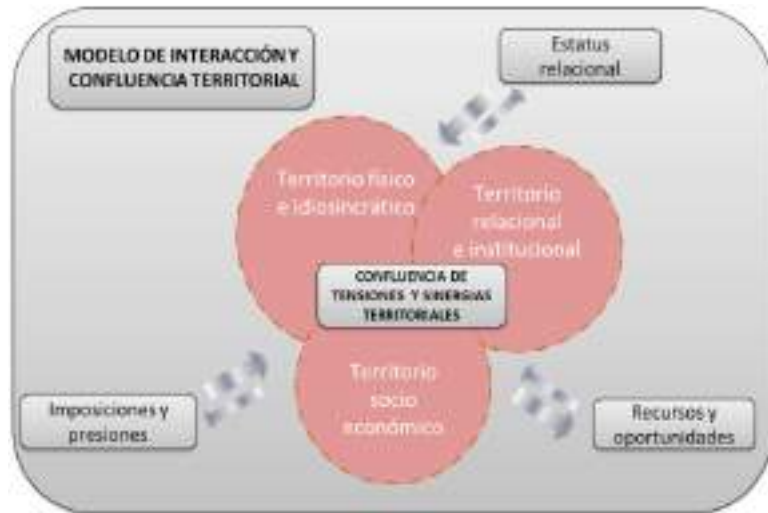 MODELO DE INTERACCIÓN Y
CONFLUENCIA TERRITORIAL
Estatus
relacional
Territorio físico
e idiosincrático
Territorio
relacional
e institucional
CONFLUENCIA DE
TENSIONES Y SINERGIAS
TERRITORIALES
Territorio
socio
económico
Imposiciones y
presiones
Recursos y
oportunidades